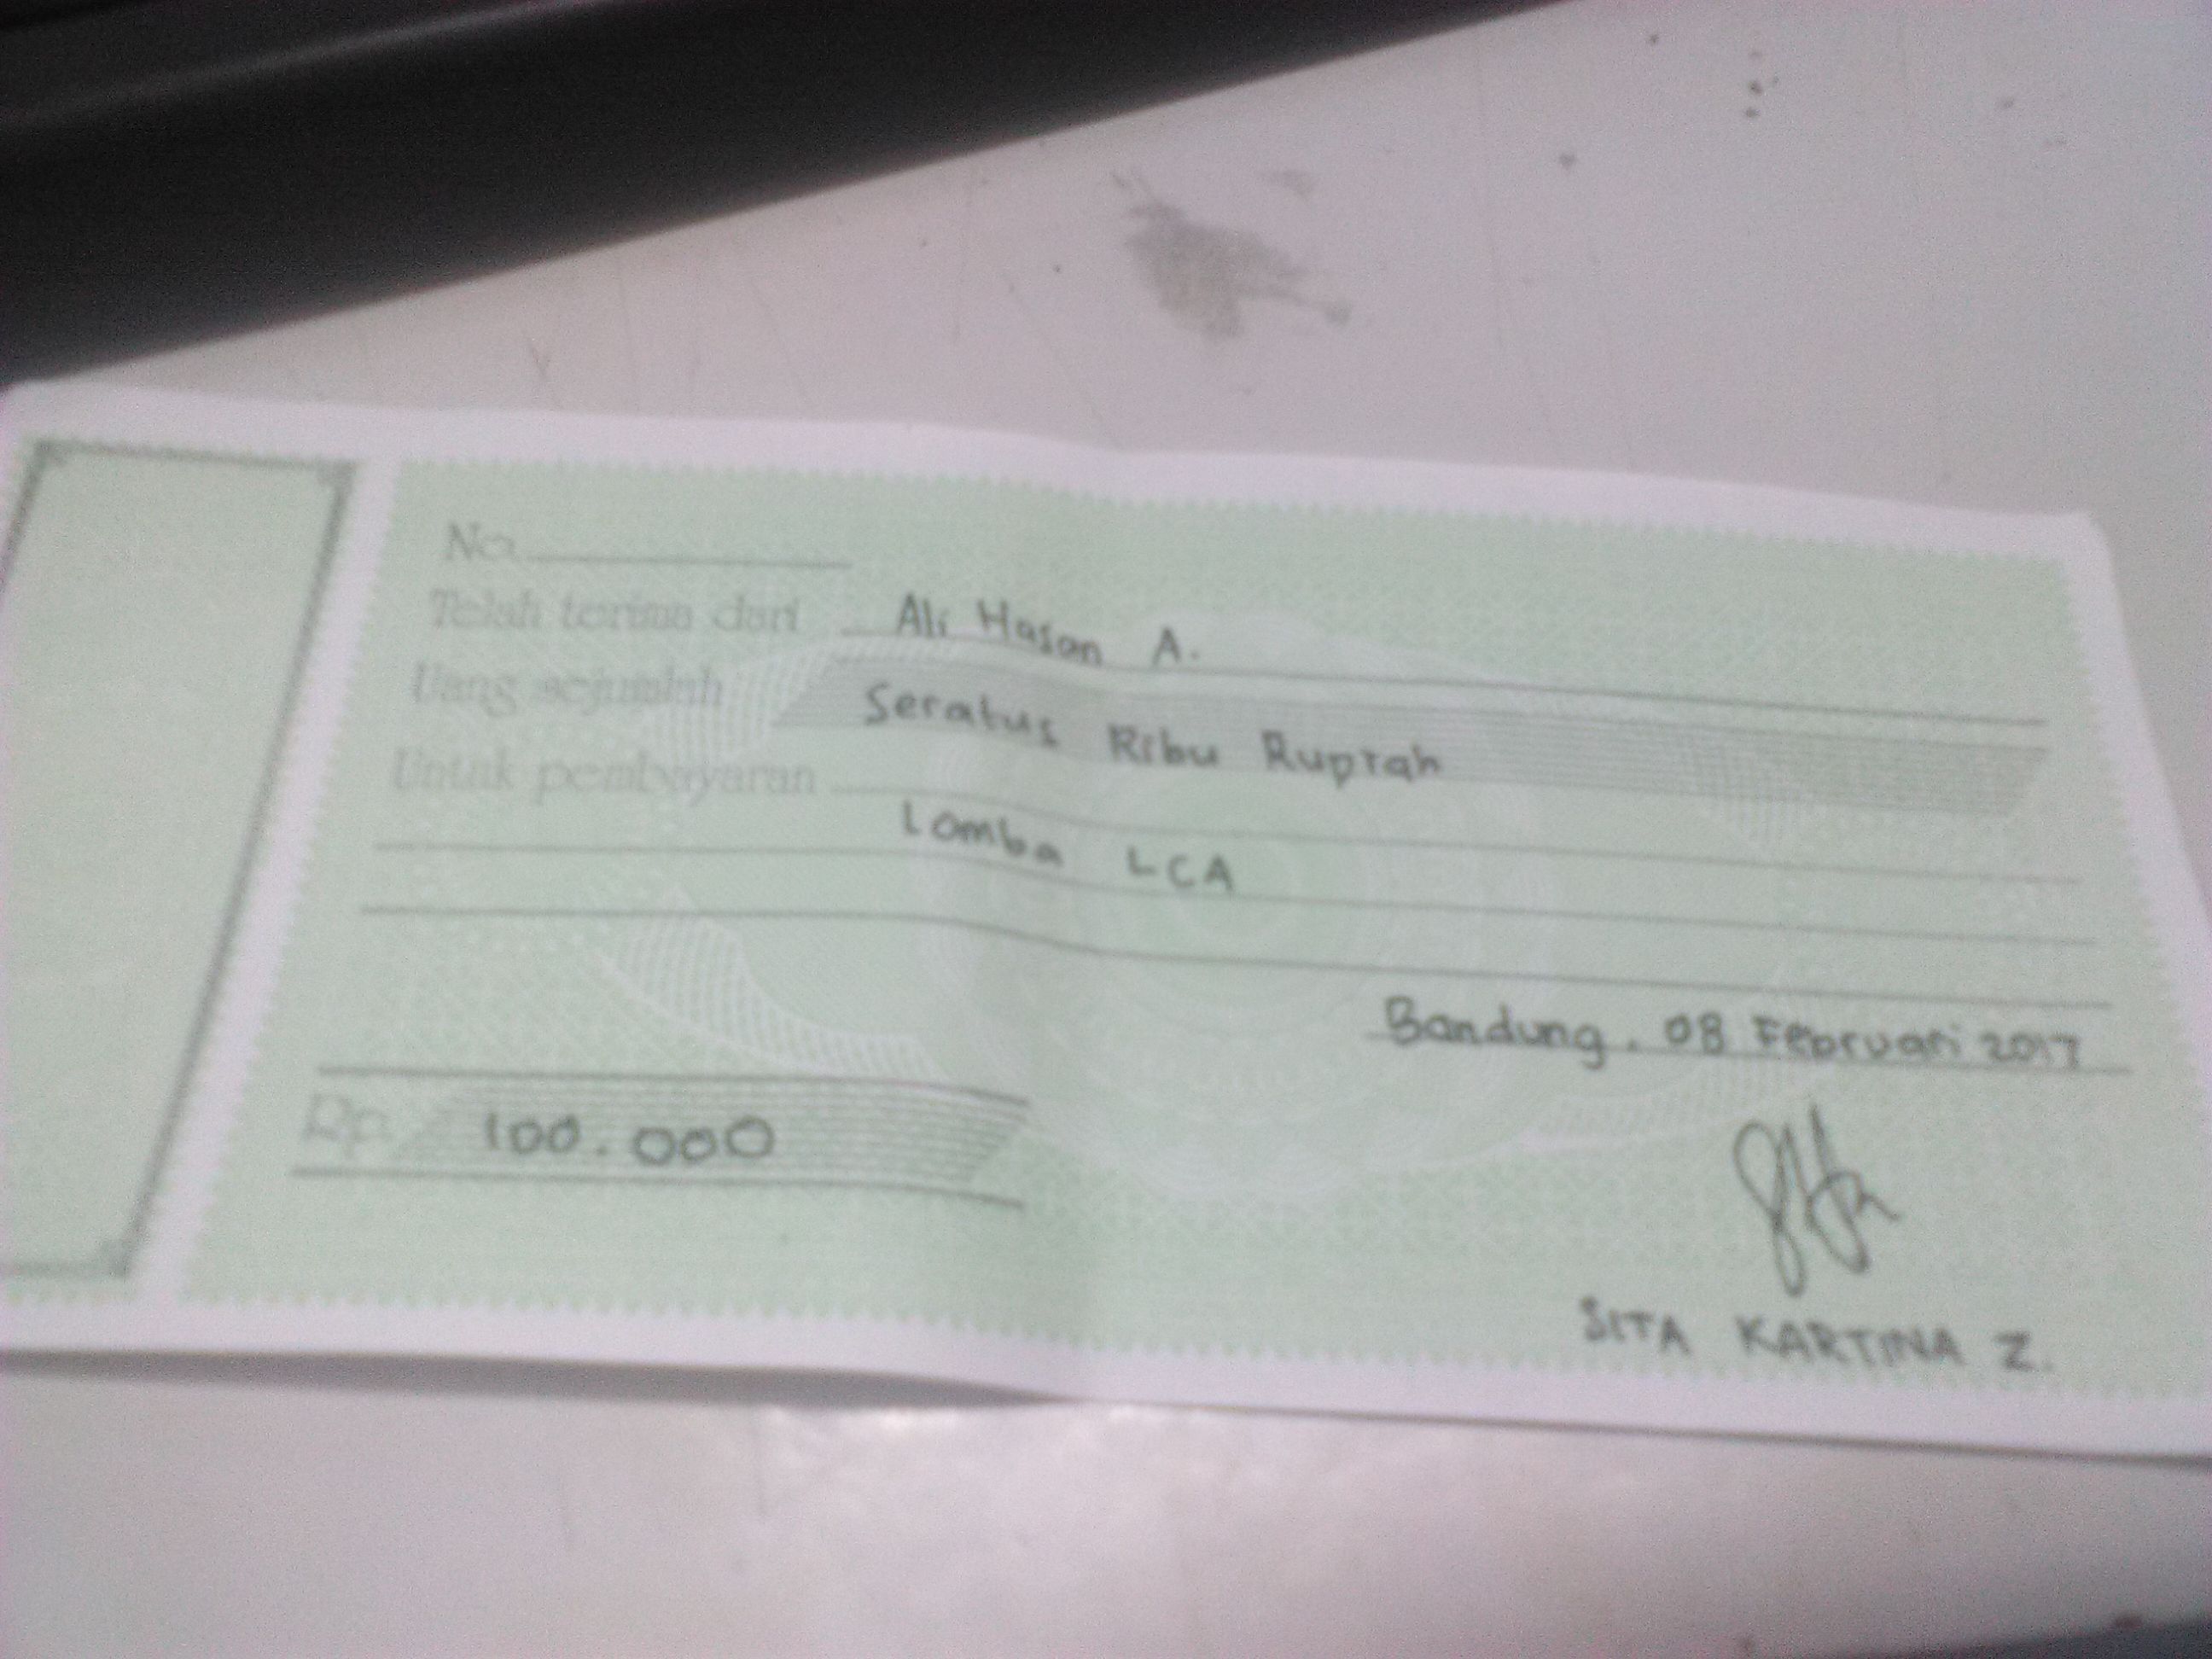 No.
Telah terima dari Ali Hasan A.
Uang sejumlah Seratus Ribu Rupiah
Untuk pembayaran
Lomba LCA
Bandung, 08 Februari 2017
Rp. 100.000
SITA KARTINA Z.